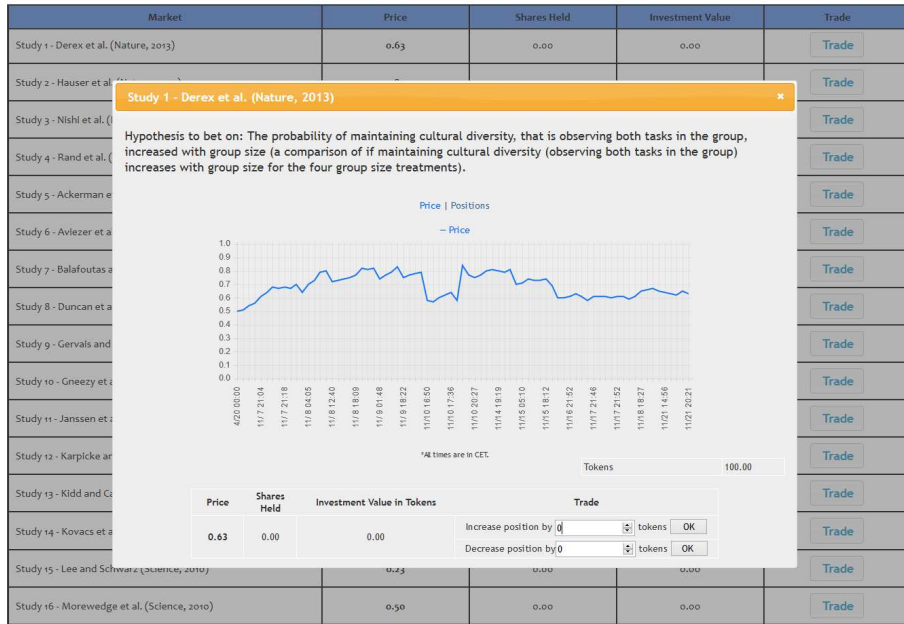 Market Price Shares Held Investment Value Trade
Study 1 - Derex et al. (Nature, 2013) 0.63 0.00 0.00 Trade
Study 2 - Hauser et al. Trade
Study 1 - Derex et al. (Nature, 2013) ×
Study 3 - Nishi et al. ( Trade
Hypothesis to bet on: The probability of maintaining cultural diversity, that is observing both tasks in the group,
increased with group size (a comparison of if maintaining cultural diversity (observing both tasks in the group)
increases with group size for the four group size treatments).
Study 4 - Rand et al. ( Trade
Study 5 - Ackerman e Trade
Price | Positions
– Price
Study 6 - Aviezer et a Trade
Study 7 - Balafoutas a Trade
Study 8 - Duncan et a Trade
Study 9 - Gervais and Trade
Study 10 - Gneezy et a Trade
Study 11 - Janssen et a Trade
1.0
0.9
0.8
0.7
0.6
0.5
0.4
0.3
0.2
0.1
0.0
4/20 00:00
11/ 7 21:04
11/ 7 21:18
11/ 8 04:05
11/ 8 12:40
11/ 8 18:09
11/ 9 01:48
11/ 9 18:22
11/10 16:50
11/10 17:36
11/10 20:27
11/14 19:19
11/15 05:10
11/15 18:12
11/16 21:52
11/17 21:46
11/17 21:52
11/18 18:27
11/21 14:56
11/21 20:21
*All times are in CET.
Study 12 - Karpicke an Trade
Tokens 100.00
Study 13 - Kidd and Ca Trade
Price Shares Held Investment Value in Tokens Trade
0.63 0.00 0.00
Increase position by 0 tokens OK
Decrease position by 0 tokens OK
Study 14 - Kovacs et a Trade
Study 15 - Lee and Schwarz (Science, 2010) 0.23 0.00 0.00 Trade
Study 16 - Morewedge et al. (Science, 2010) 0.50 0.00 0.00 Trade